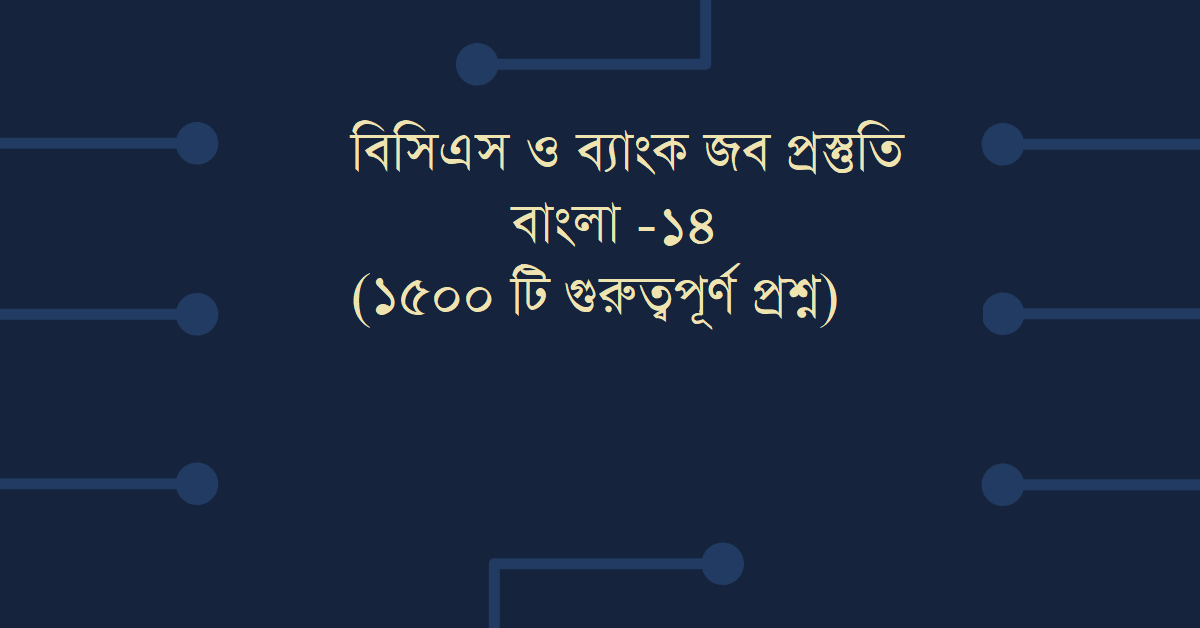 বিসিএস ও ব্যাংক জব প্রস্তুতি
বাংলা -১৪
(১৫০০ টি গুরুত্বপূর্ণ প্রশ্ন)